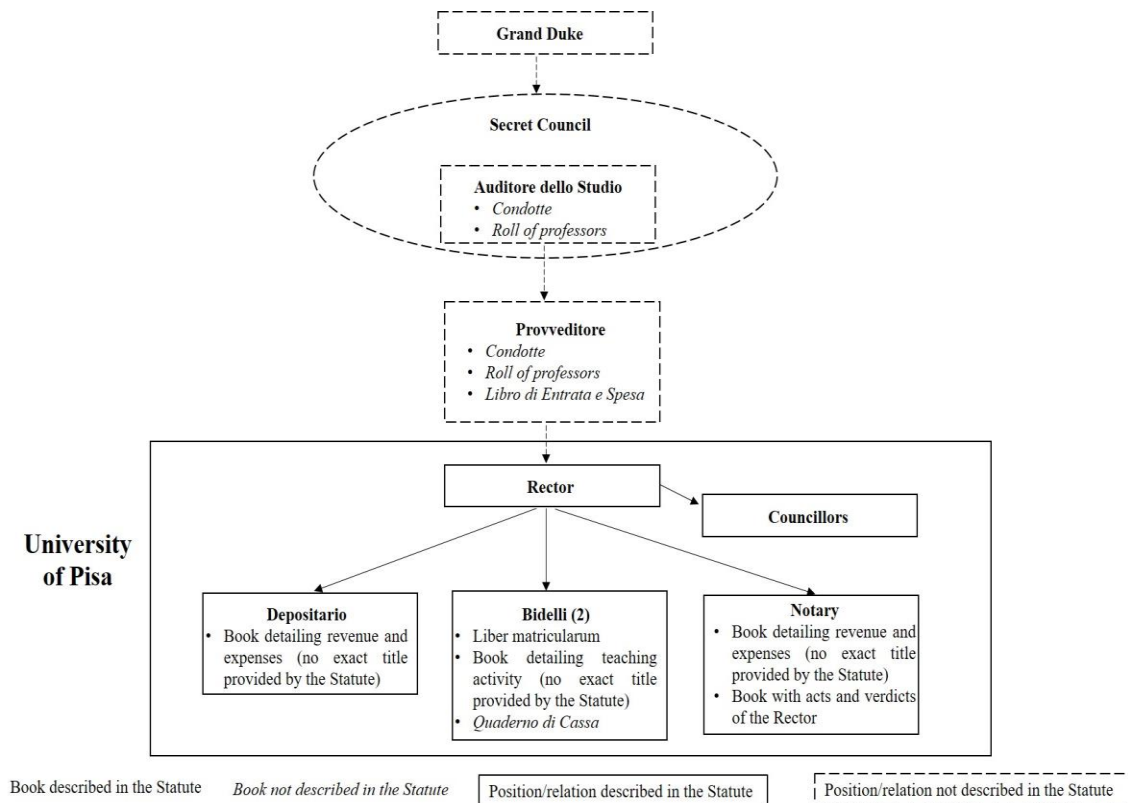 Grand Duke
Secret Council
Auditore dello Studio
• Condotte
• Roll of professors
Provveditore
• Condotte
• Roll of professors
• Libro di Entrata e Spesa
University
of Pisa
Rector
Councillors
Depositario
• Book detailing revenue and
expenses (no exact title
provided by the Statute)
Bidelli (2)
• Liber matricularum
• Book detailing teaching
activity (no exact title
provided by the Statute)
• Quaderno di Cassa
Notary
• Book detailing revenue and
expenses (no exact title
provided by the Statute)
• Book with acts and verdicts
of the Rector
Book described in the Statute
Book not described in the Statute
Position/relation described in the Statute
Position/relation not described in the Statute